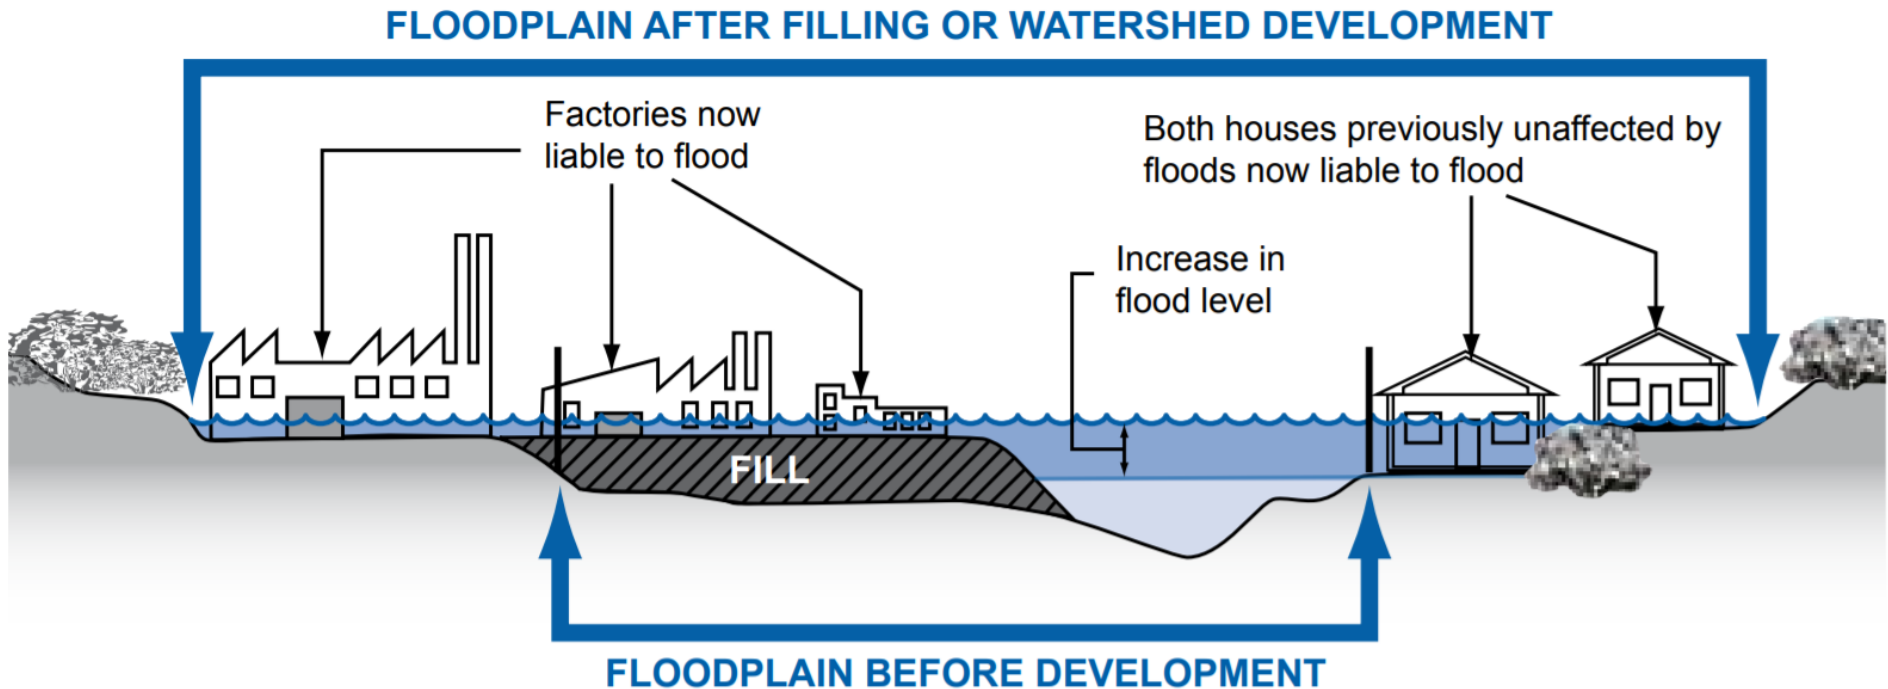 FLOODPLAIN AFTER FILLING OR WATERSHED DEVELOPMENT
Factories now
liable to flood
Both houses previously unaffected by
floods now liable to flood
Increase in
flood level
FILL
FLOODPLAIN BEFORE DEVELOPMENT